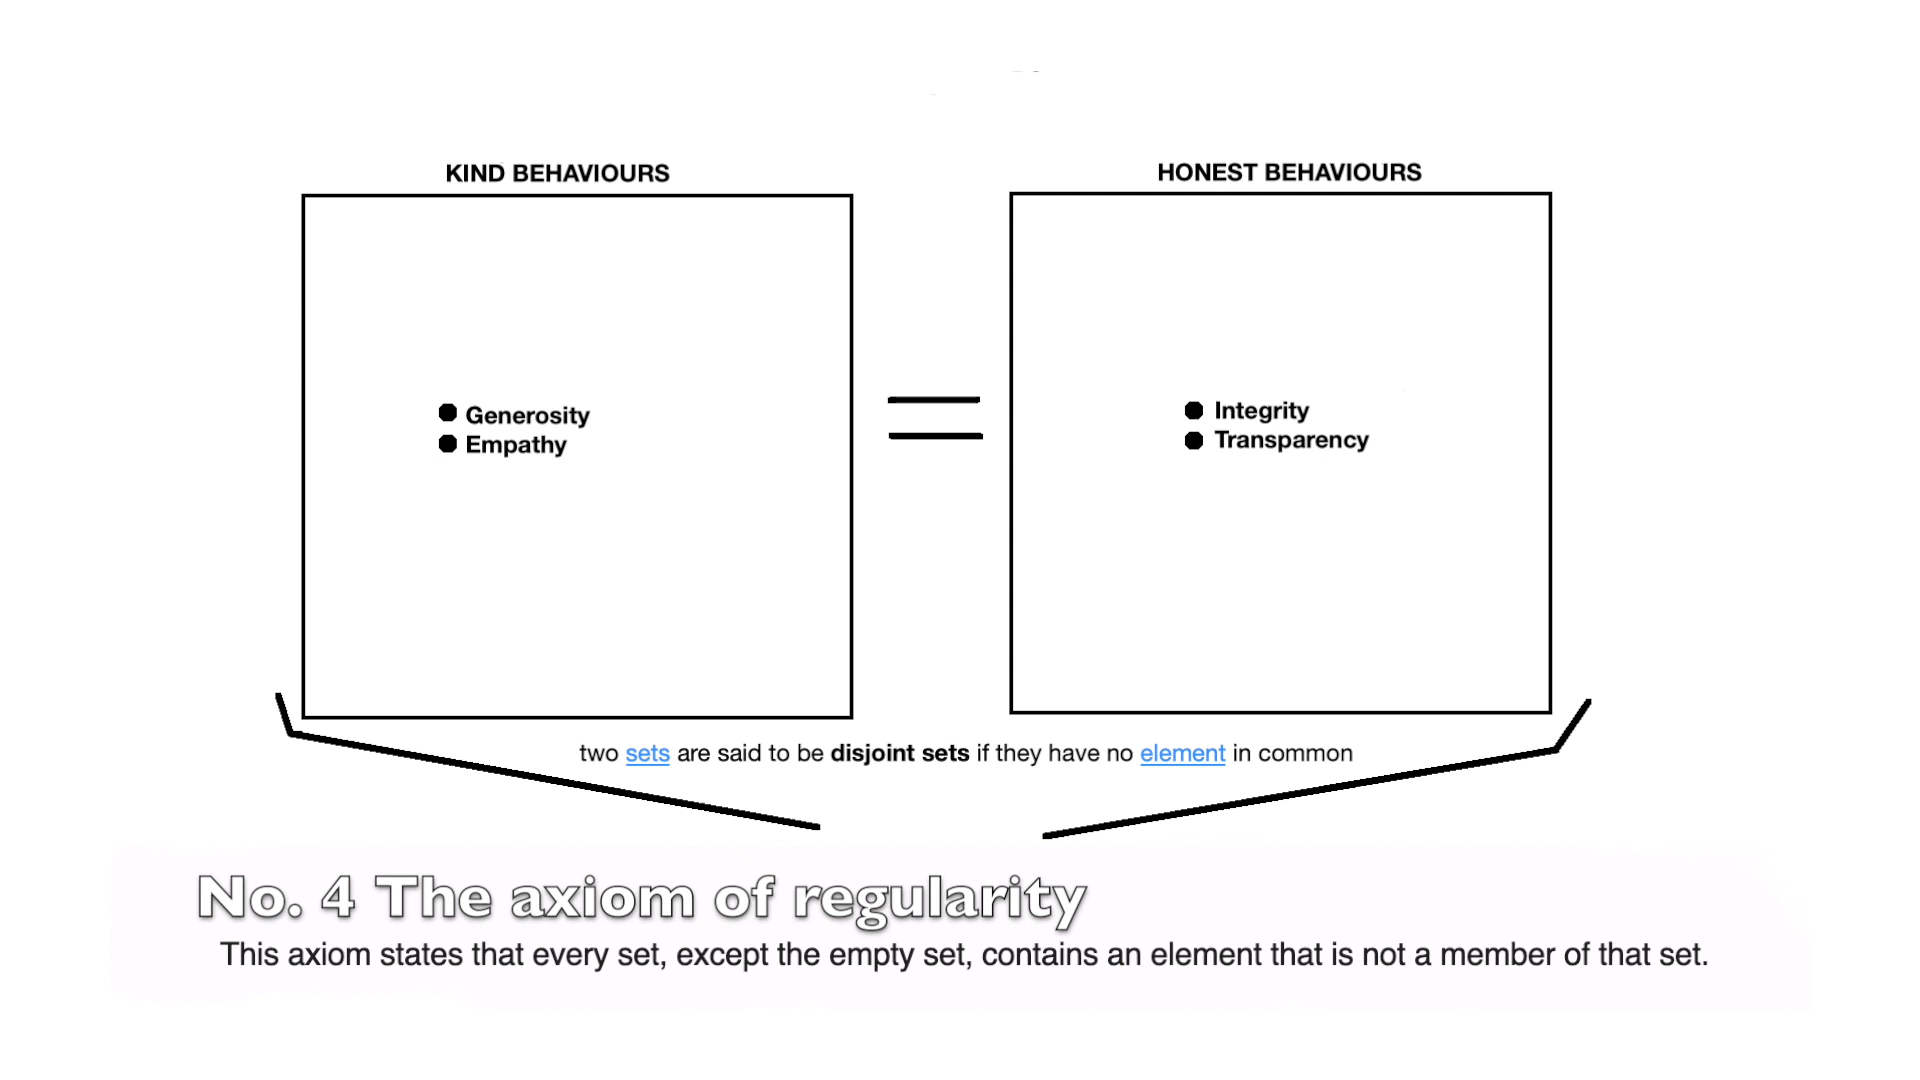 KIND BEHAVIOURS
HONEST BEHAVIOURS
Generosity
Empathy
Integrity
Transparency
two sets are said to be disjoint sets if they have no element in common
No. 4 The axiom of regularity
This axiom states that every set, except the empty set, contains an element that is not a member of that set.